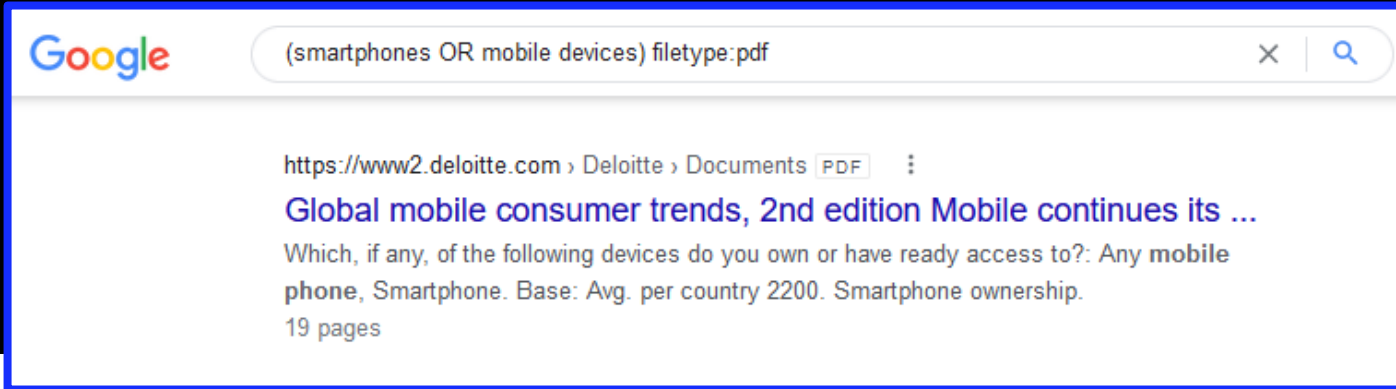 Google
(smartphones OR mobile devices) filetype:pdf
https://www2.deloitte.com › Deloitte › Documents PDF
Global mobile consumer trends, 2nd edition Mobile continues its ...
Which, if any, of the following devices do you own or have ready access to?: Any mobile
phone, Smartphone. Base: Avg. per country 2200. Smartphone ownership.
19 pages